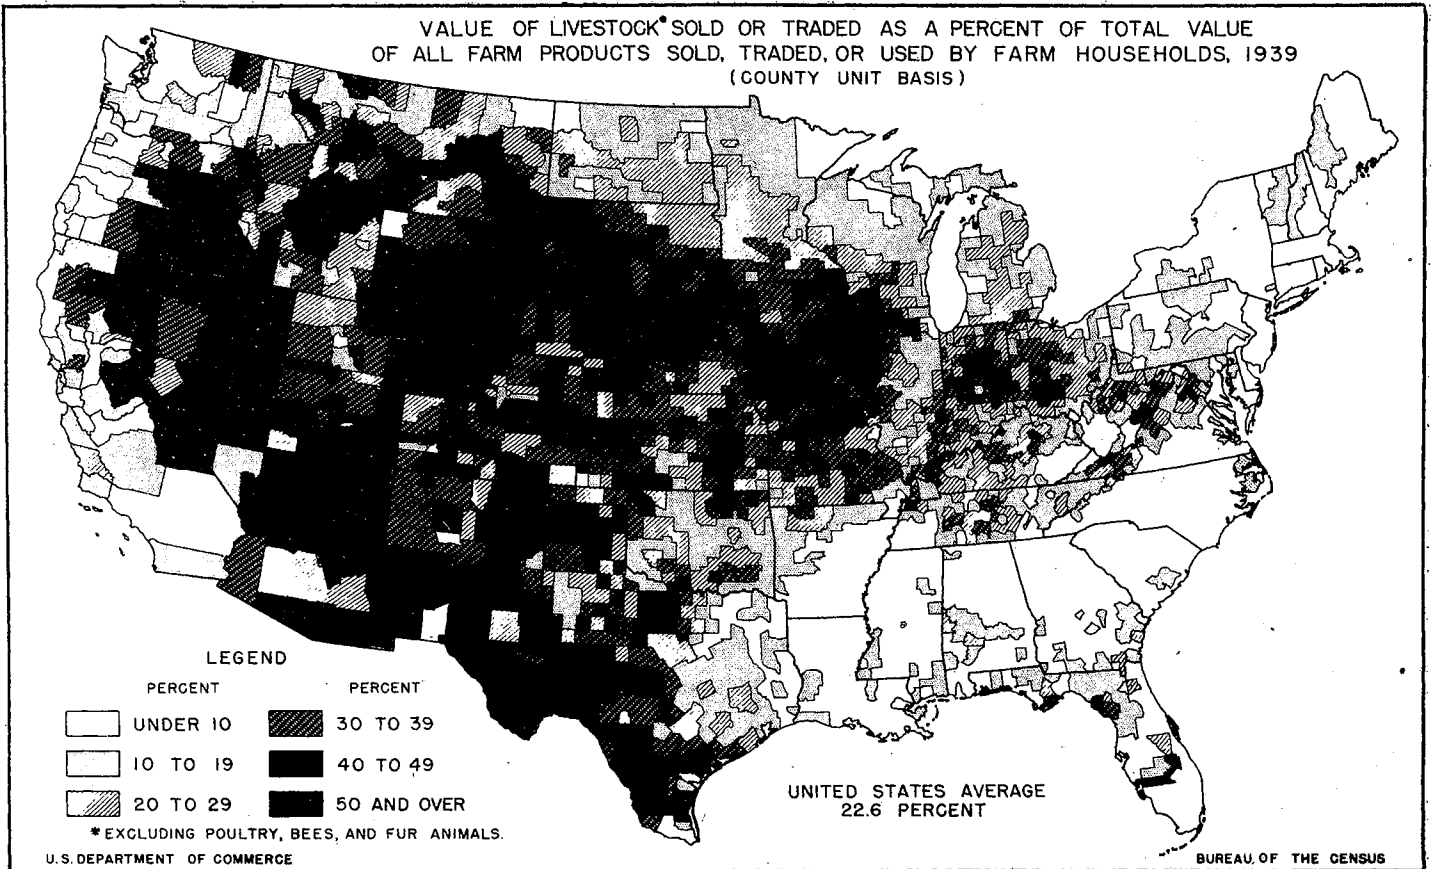 VALUE OF LIVESTOCK* SOLD OR TRADED AS A PERCENT OF TOTAL VALUE
OF ALL FARM PRODUCTS SOLD, TRADED, OR USED BY FARM HOUSEHOLDS, 1939
(COUNTY UNIT BASIS)
LEGEND
PERCENT PERCENT
UNDER 10 30 TO 39
10 TO 19 40 TO 49
20 TO 29 50 AND OVER
*EXCLUDING POULTRY, BEES, AND FUR ANIMALS.
UNITED STATES AVERAGE
22.6 PERCENT
U.S. DEPARTMENT OF COMMERCE BUREAU OF THE CENSUS